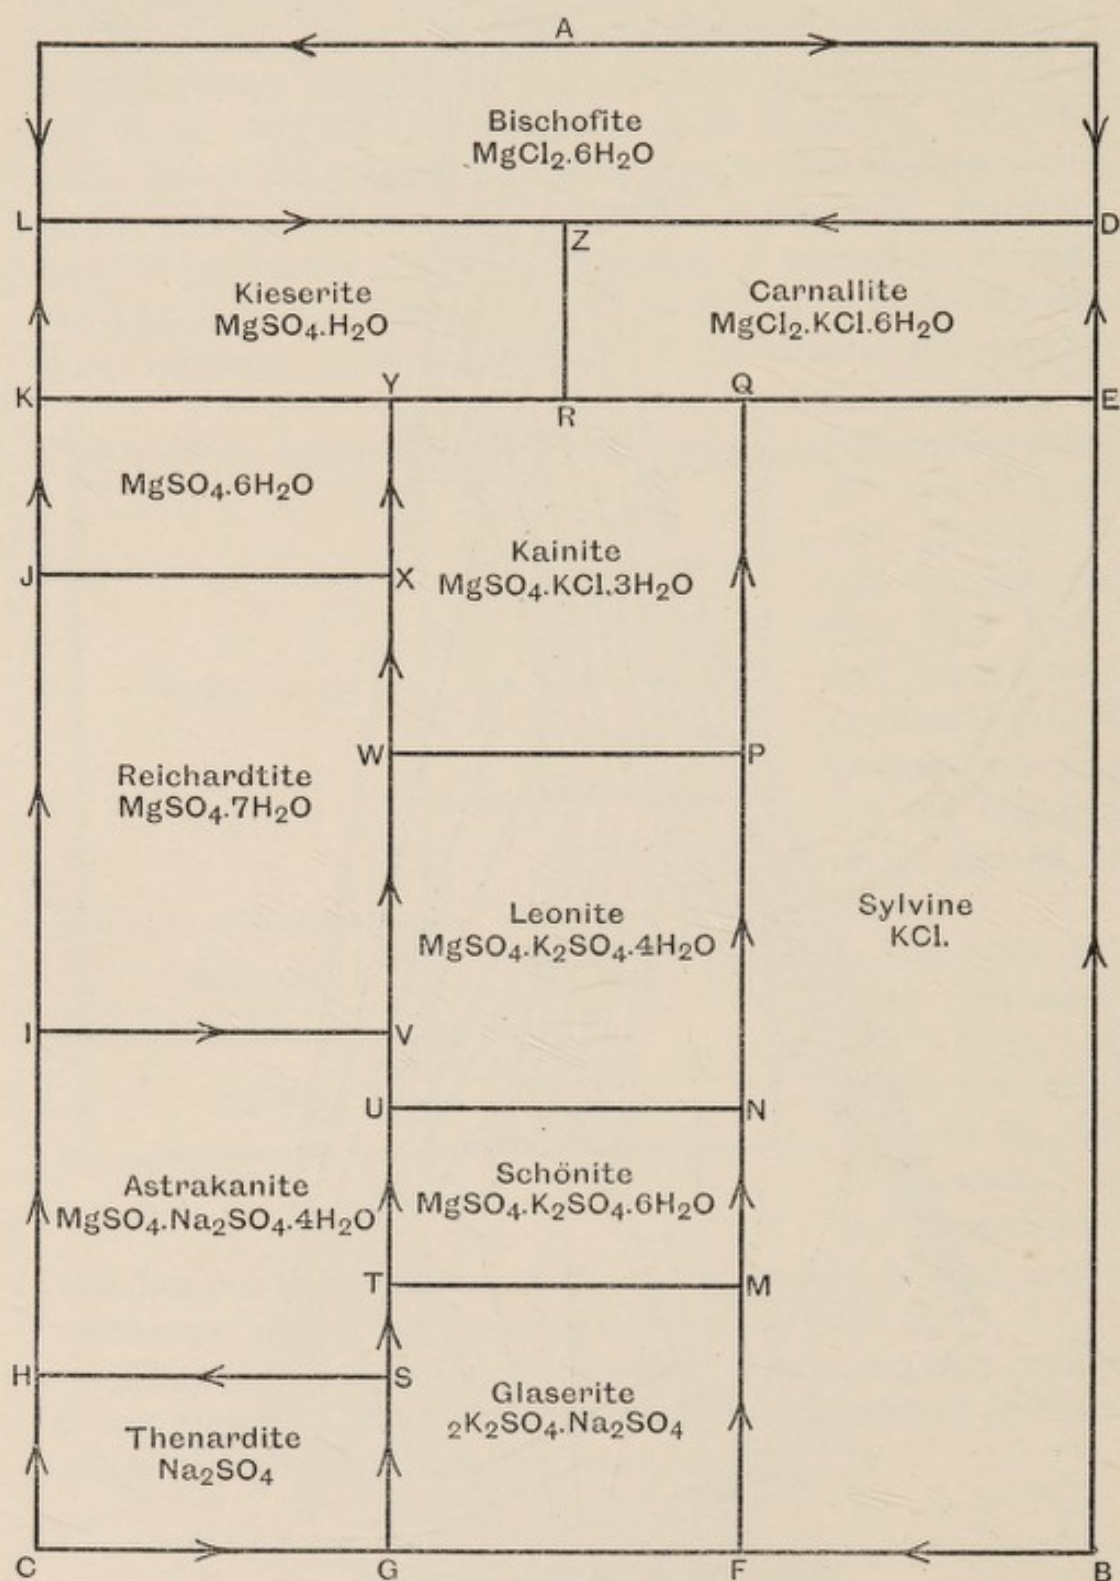 A
Bischofite
MgCl₂.6H₂O
L
Z
D
Kieserite
MgSO₄.H₂O
Carnallite
MgCl₂.KCl.6H₂O
K
Y
R
Q
E
MgSO₄.6H₂O
Kainite
MgSO₄.KCl.3H₂O
J
X
W
P
Reichardtite
MgSO₄.7H₂O
Leonite
MgSO₄.K₂SO₄.4H₂O
Sylvine
KCl.
I
V
U
N
Astrakanite
MgSO₄.Na₂SO₄.4H₂O
Schönite
MgSO₄.K₂SO₄.6H₂O
T
M
H
S
Glaserite
₂K₂SO₄.Na₂SO₄
Thenardite
Na₂SO₄
C
G
F
B